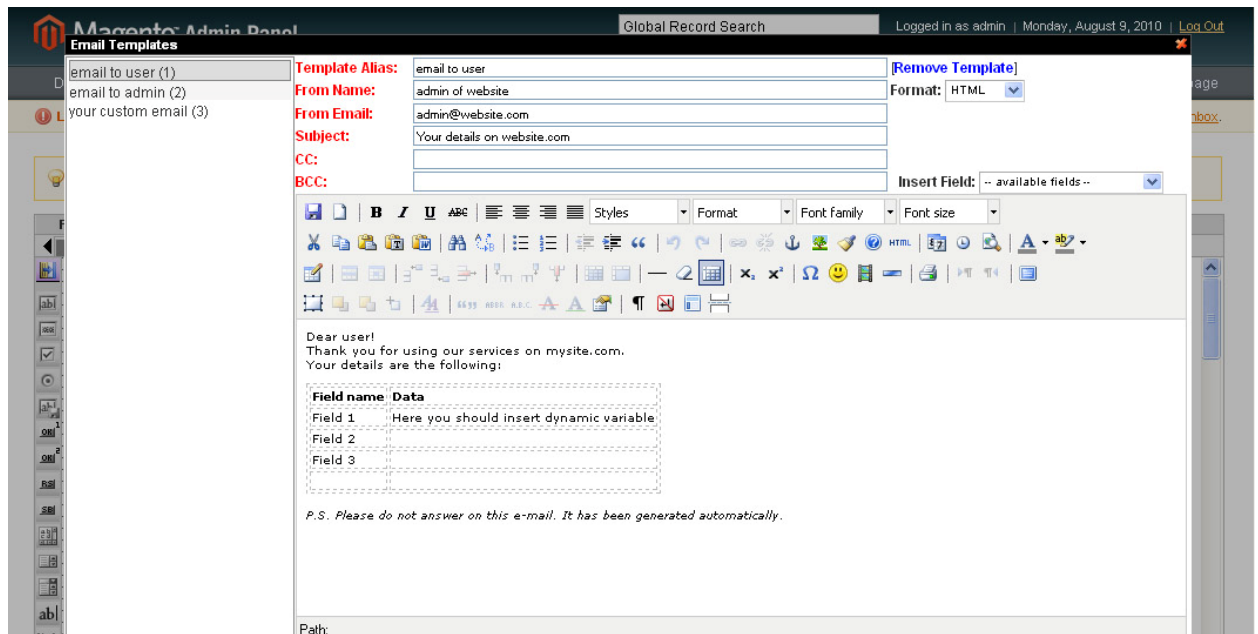 Magento Admin Panel
Global Record Search
Logged in as admin | Monday, August 9, 2010 | Log Out
Email Templates
email to user (1)
email to admin (2)
your custom email (3)
Template Alias: email to user [Remove Template]
From Name: admin of website Format: HTML
From Email: admin@website.com
Subject: Your details on website.com
CC:
BCC: Insert Field: -- available fields --
B I U ABC Styles Format Font family Font size
HTML
Dear user!
Thank you for using our services on mysite.com.
Your details are the following:
Field name Data
Field 1 Here you should insert dynamic variable
Field 2
Field 3
P.S. Please do not answer on this e-mail. It has been generated automatically.
Path: